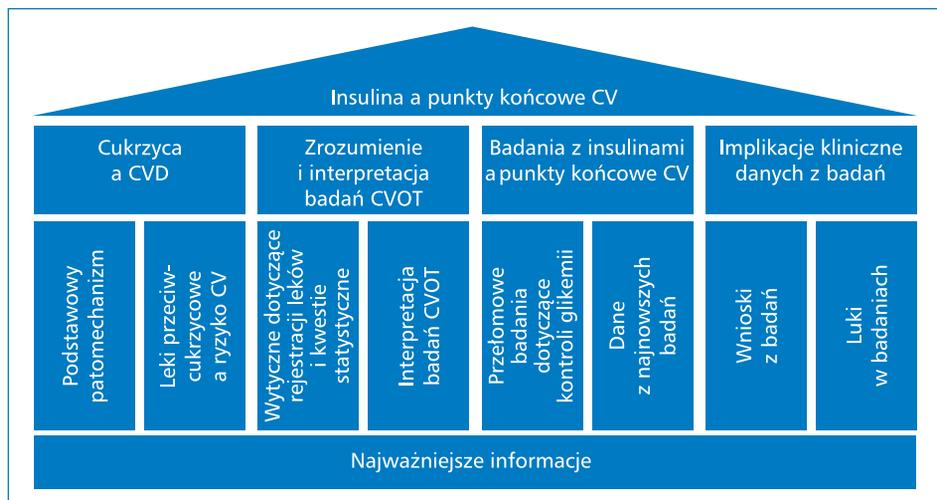 Insulina a punkty końcowe CV
Cukrzyca
a CVD
Zrozumienie
i interpretacja
badań CVOT
Badania z insulinami
a punkty końcowe CV
Implikacje kliniczne
danych z badań
Podstawowy
patomechanizm
Leki przeciw-
cukrzycowe
a ryzyko CV
Wytyczne dotyczące
rejestracji leków
i kwestie
statystyczne
Interpretacja
badań CVOT
Przełomowe
badania
dotyczące
kontroli glikemii
Dane
z najnowszych
badań
Wnioski
z badań
Luki
w badaniach
Najważniejsze informacje